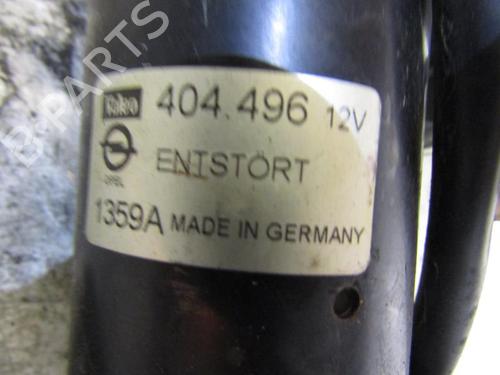 B-PARTS
Valeo 404.496 12V
OPEL ENTSTÖRT
1359A MADE IN GERMANY